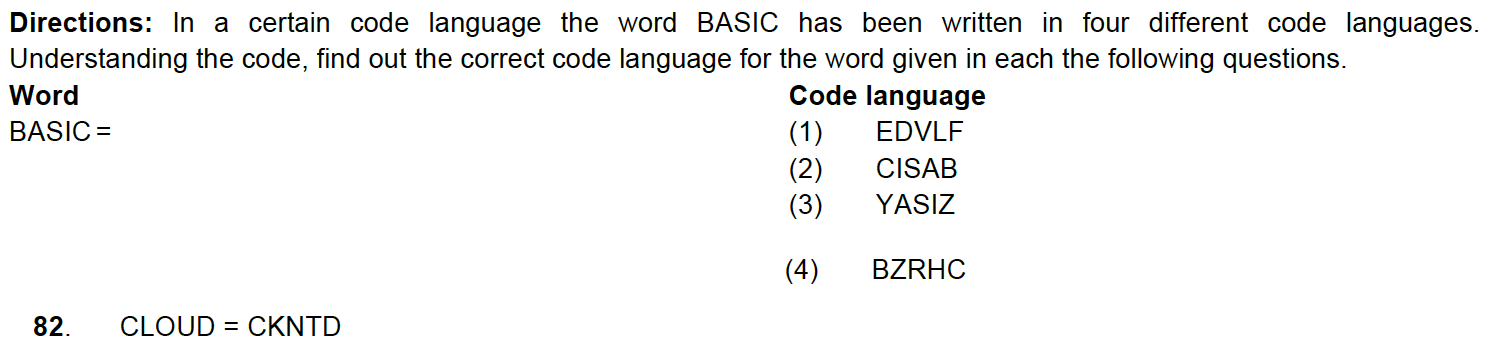 Directions: In a certain code language the word BASIC has been written in four different code languages.
Understanding the code, find out the correct code language for the word given in each the following questions.
Word Code language
BASIC = (1) EDVLF
(2) CISAB
(3) YASIZ
(4) BZRHC
82. CLOUD = CKNTD